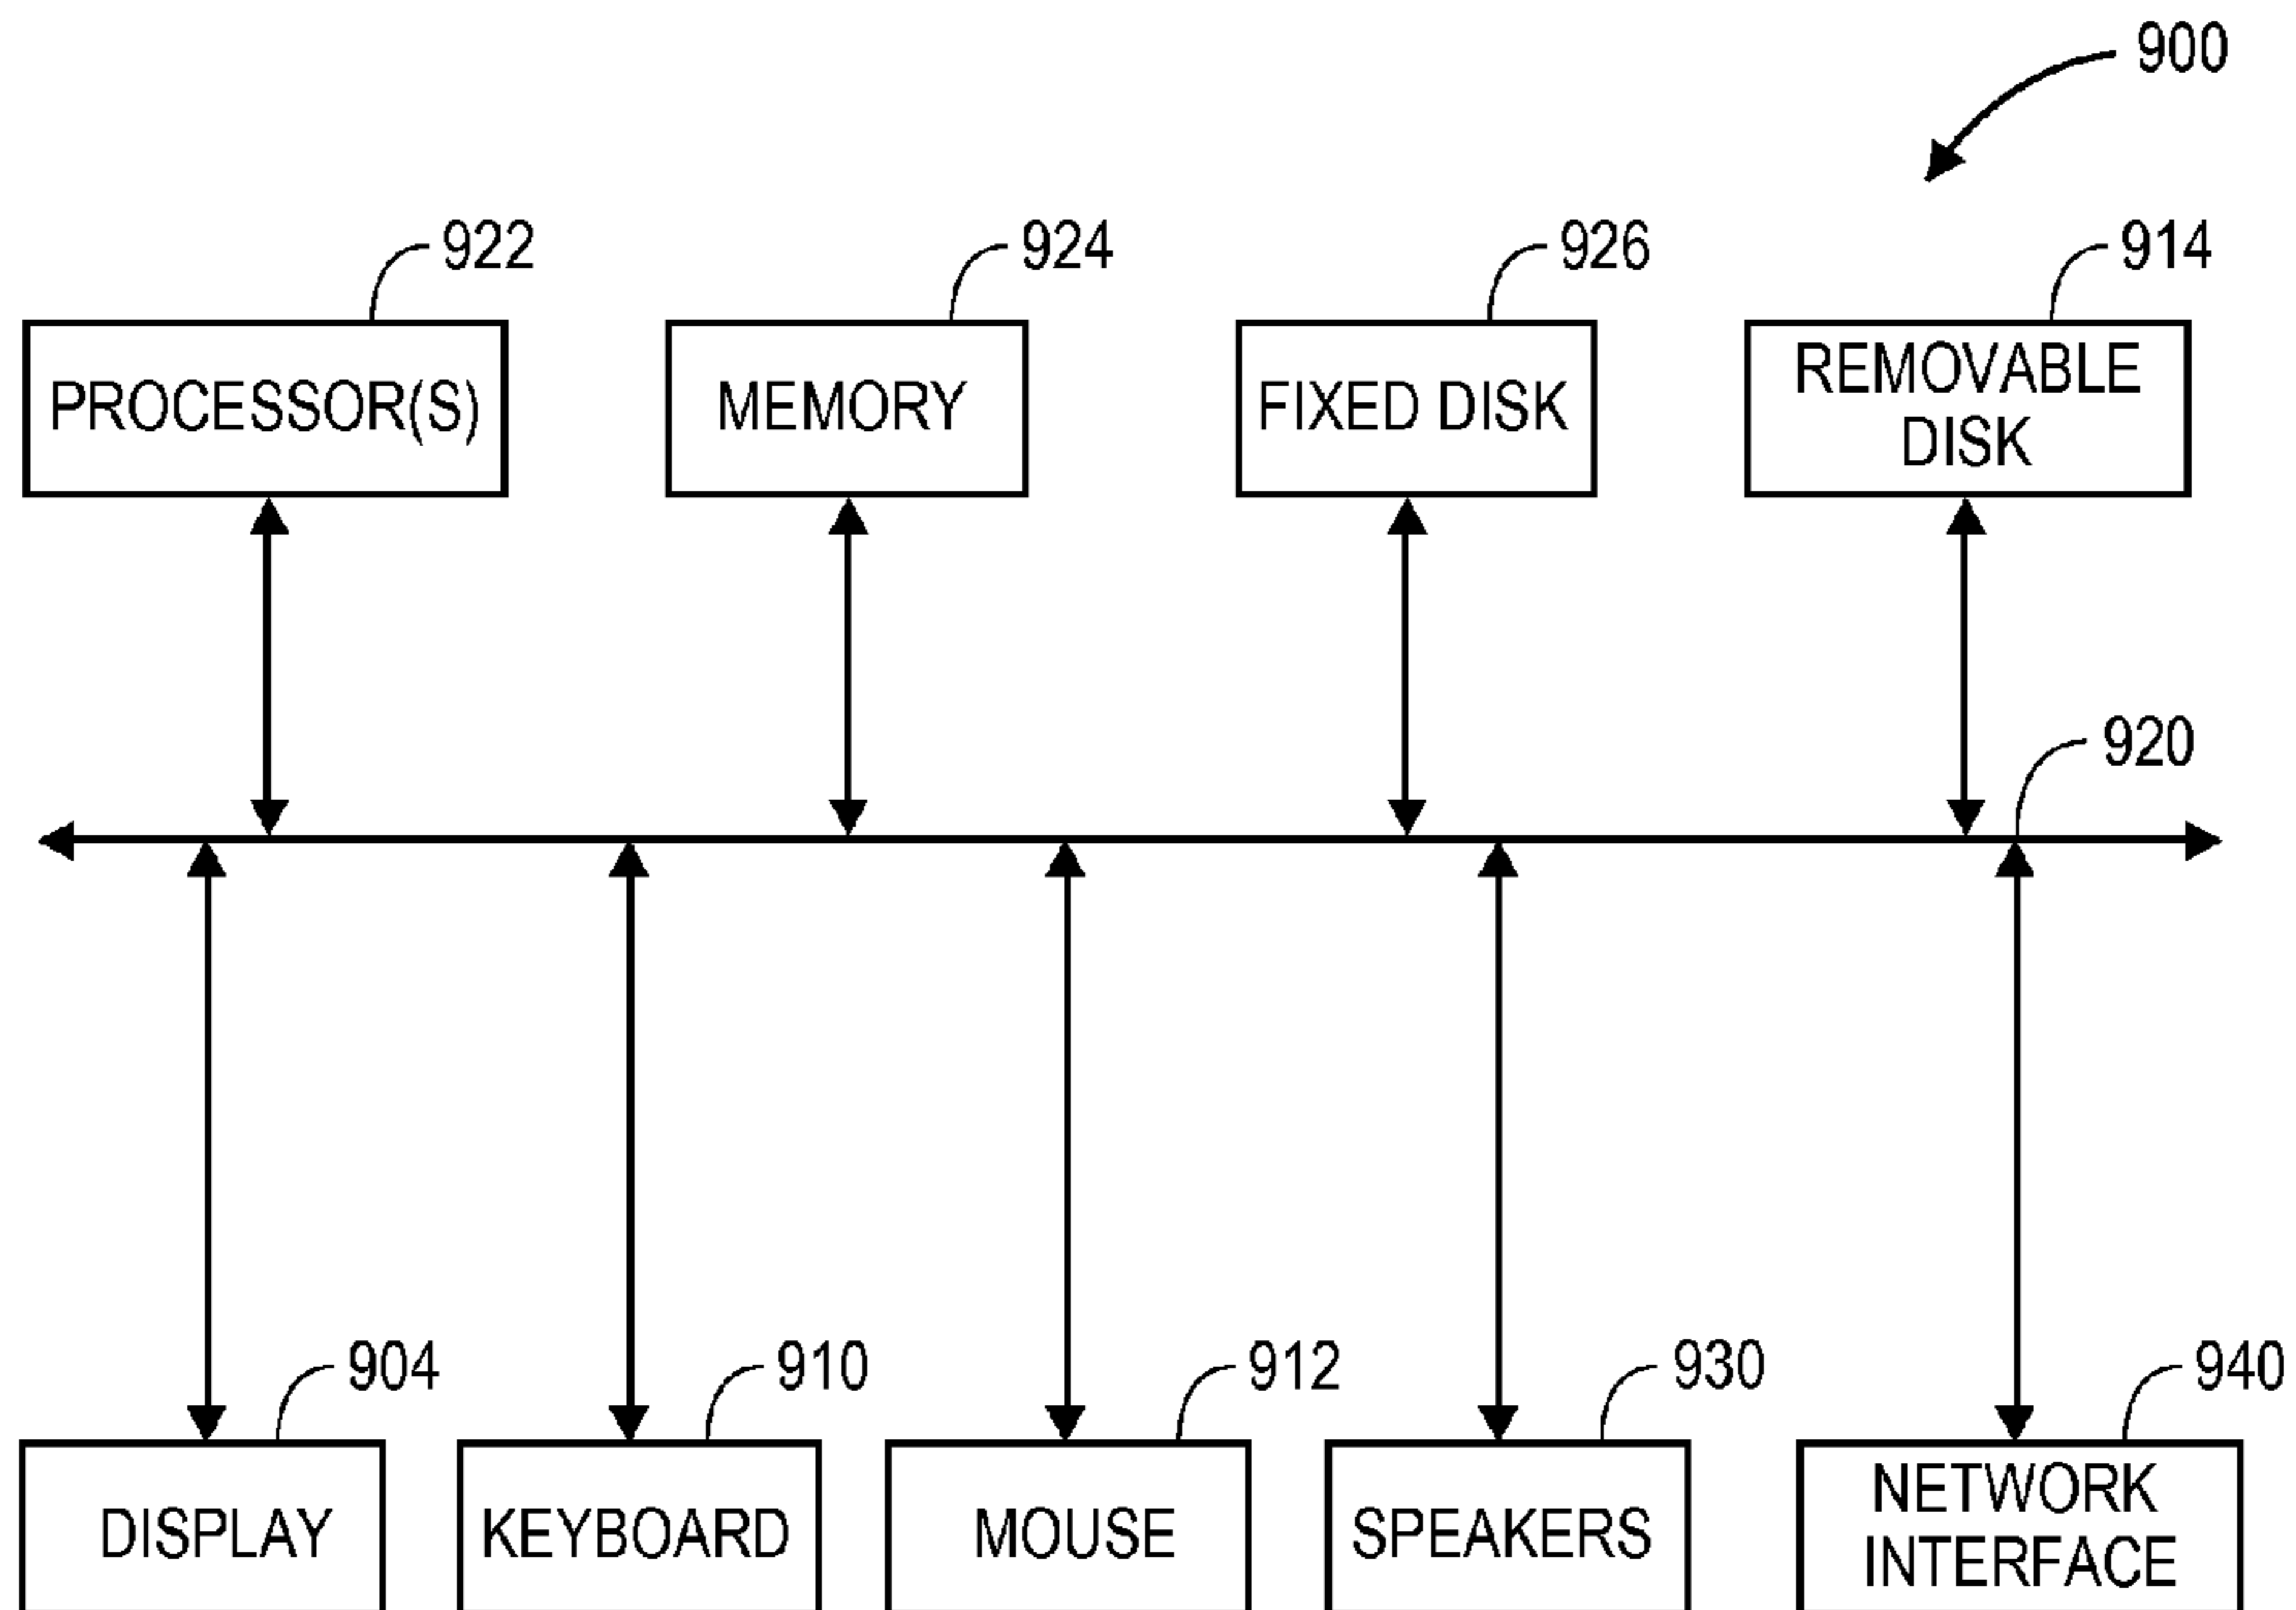 900
922
924
926
914
PROCESSOR(S)
MEMORY
FIXED DISK
REMOVABLE
DISK
920
904
910
912
930
940
DISPLAY
KEYBOARD
MOUSE
SPEAKERS
NETWORK
INTERFACE